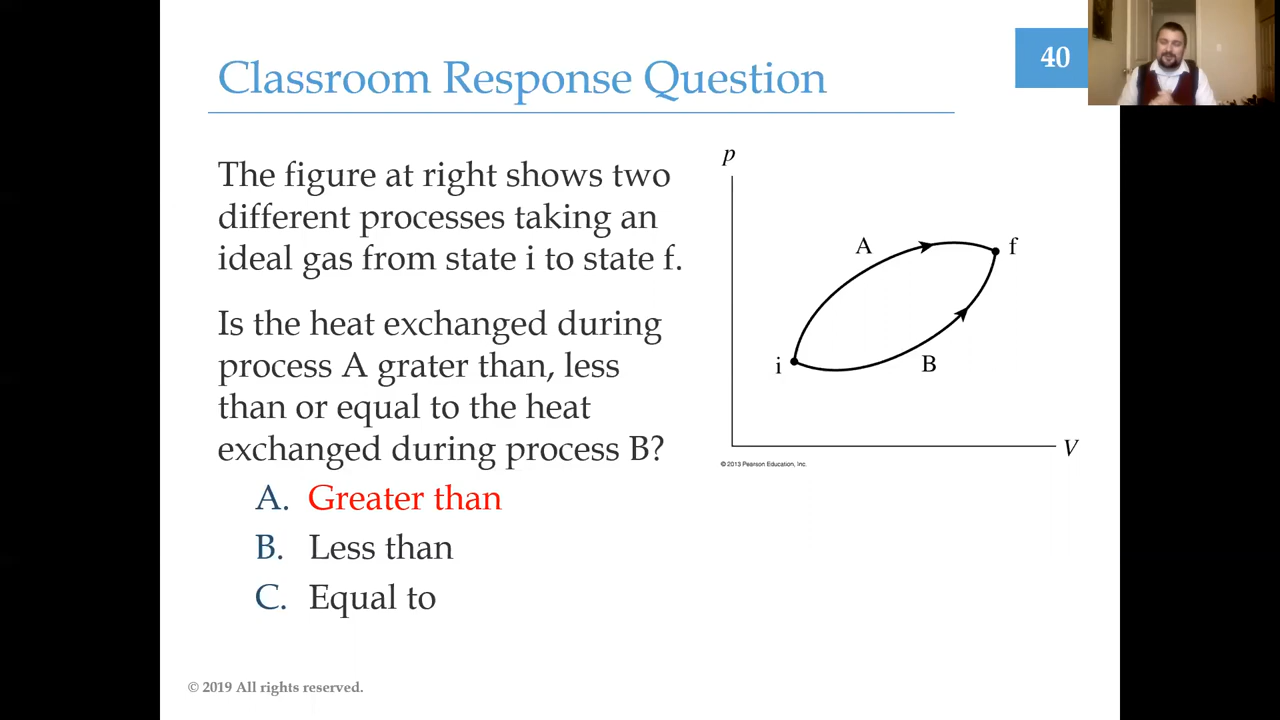 Classroom Response Question
40
The figure at right shows two
different processes taking an
ideal gas from state i to state f.
Is the heat exchanged during
process A grater than, less
than or equal to the heat
exchanged during process B?
A. Greater than
B. Less than
C. Equal to
p
A
f
i
B
V
© 2013 Pearson Education, Inc.
© 2019 All rights reserved.